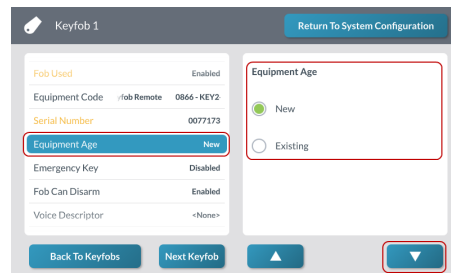 Keyfob 1
Return To System Configuration
Fob Used Enabled
Equipment Code yfob Remote 0866 - KEY2-
Serial Number 0077173
Equipment Age New
Emergency Key Disabled
Fob Can Disarm Enabled
Voice Descriptor <None>
Equipment Age
New
Existing
Back To Keyfobs
Next Keyfob